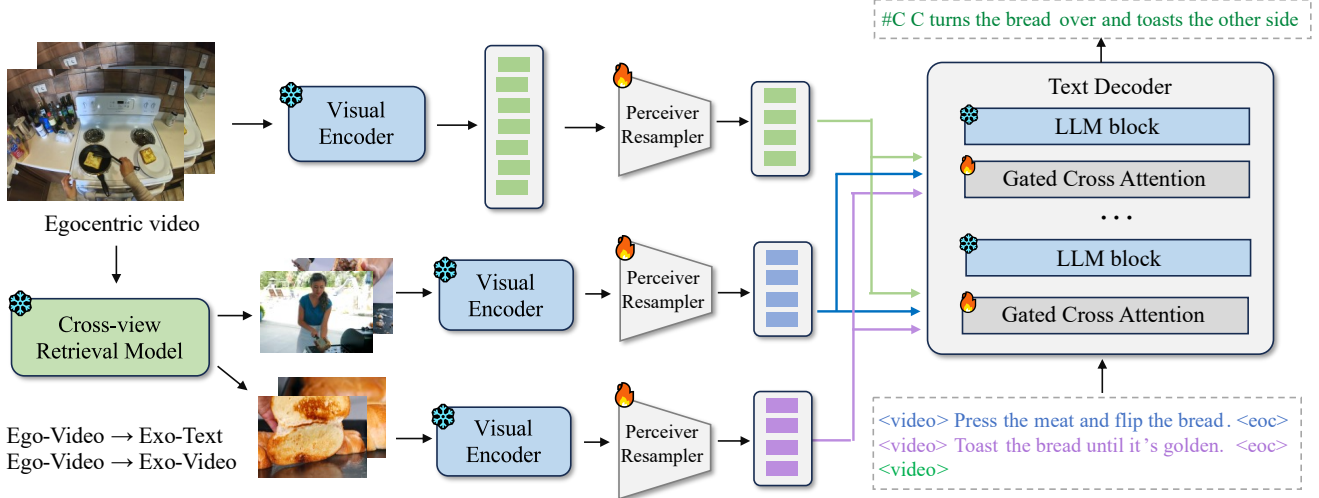 #C C turns the bread over and toasts the other side
Egocentric video
Visual
Encoder
Perceiver
Resampler
Text Decoder
LLM block
Gated Cross Attention
...
LLM block
Gated Cross Attention
Cross-view
Retrieval Model
Visual
Encoder
Perceiver
Resampler
Ego-Video → Exo-Text
Ego-Video → Exo-Video
Visual
Encoder
Perceiver
Resampler
<video> Press the meat and flip the bread. <eoc>
<video> Toast the bread until it's golden. <eoc>
<video>